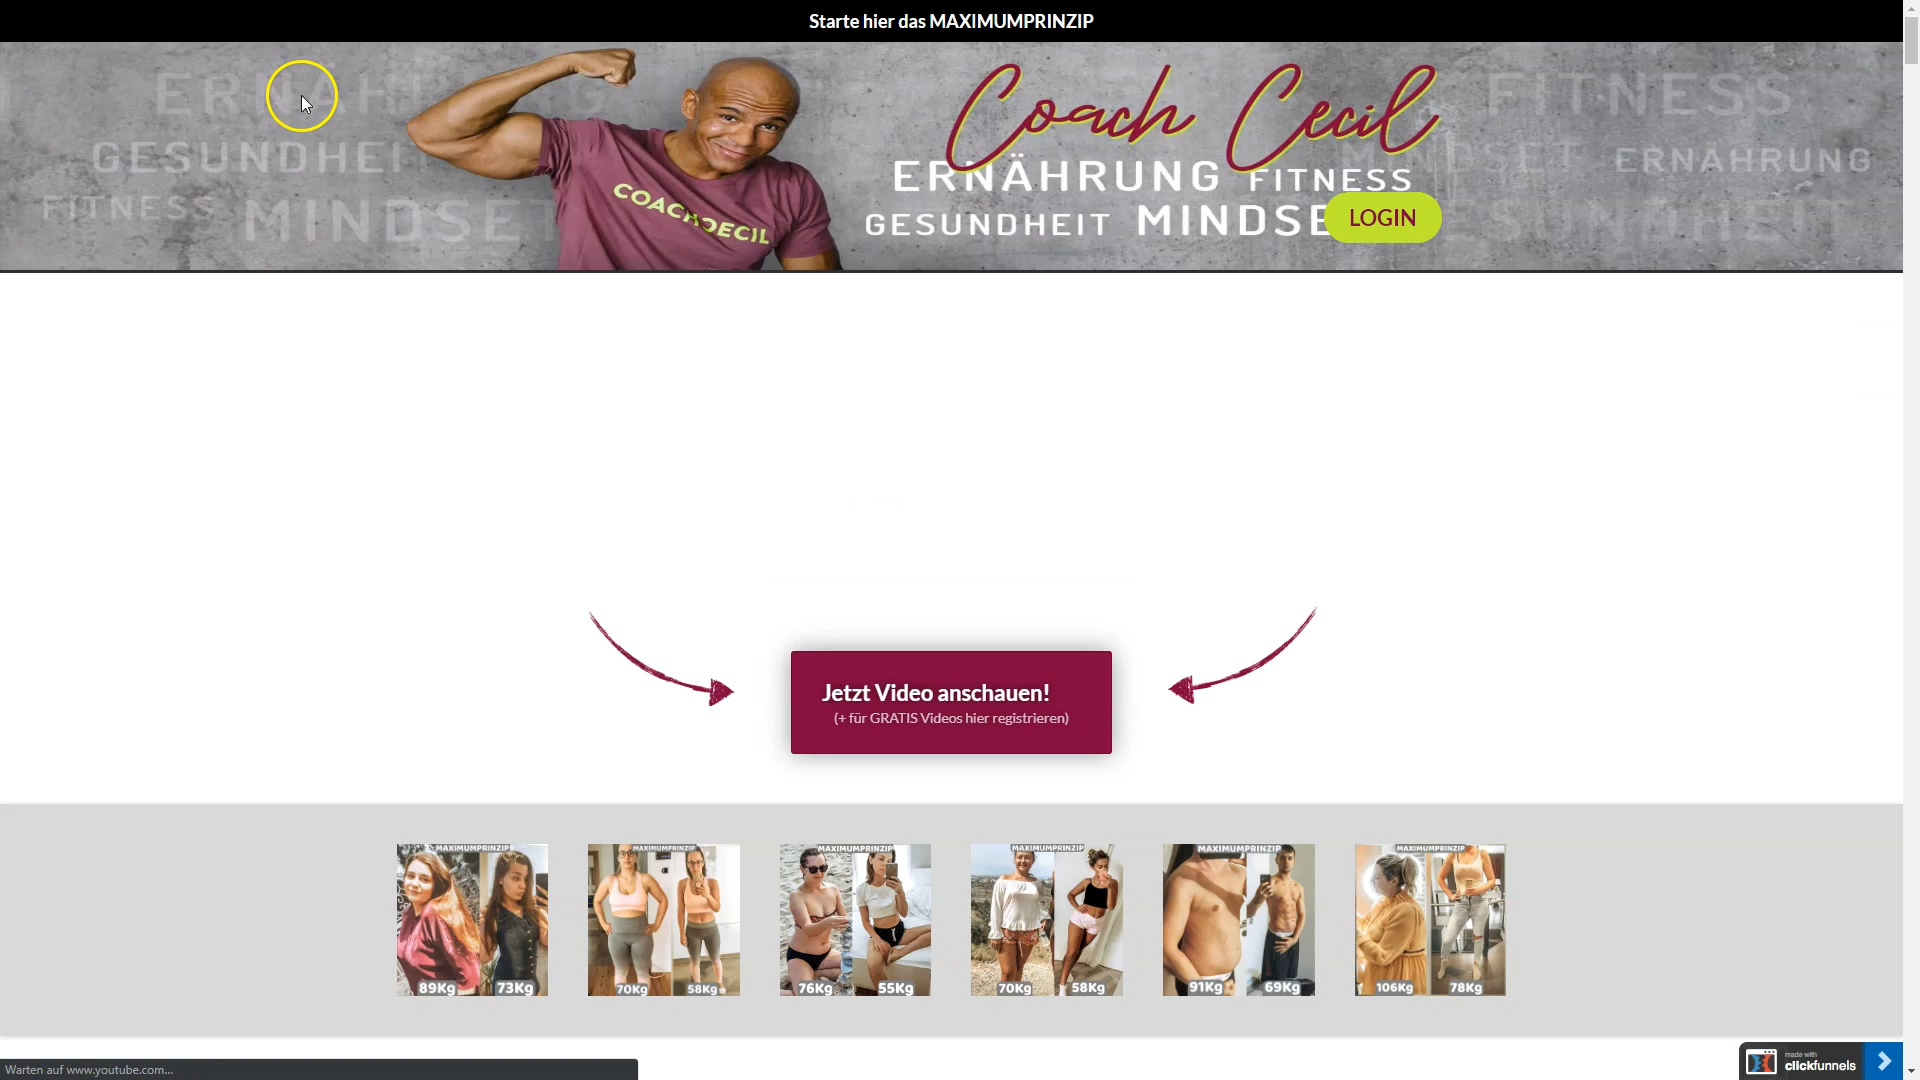 Starte hier das MAXIMUMPRINZIP
ERNÄHRUNG
FITNESS
Coach Cecil
GESUNDHEIT
MINDSET
ERNÄHRUNG
ERNÄHRUNG FITNESS
FITNESS
MINDSET
COACHCECIL
GESUNDHEIT MINDSE
LOGIN
GESUNDHEIT
Jetzt Video anschauen!
(+ für GRATIS Videos hier registrieren)
MAXIMUMPRINZIP
MAXIMUMPRINZIP
MAXIMUMPRINZIP
MAXIMUMPRINZIP
MAXIMUMPRINZIP
MAXIMUMPRINZIP
89Kg 73Kg
70Kg 58Kg
76Kg 55Kg
70Kg 58Kg
91Kg 69Kg
106Kg 78Kg
made with
clickfunnels
Warten auf www.youtube.com...